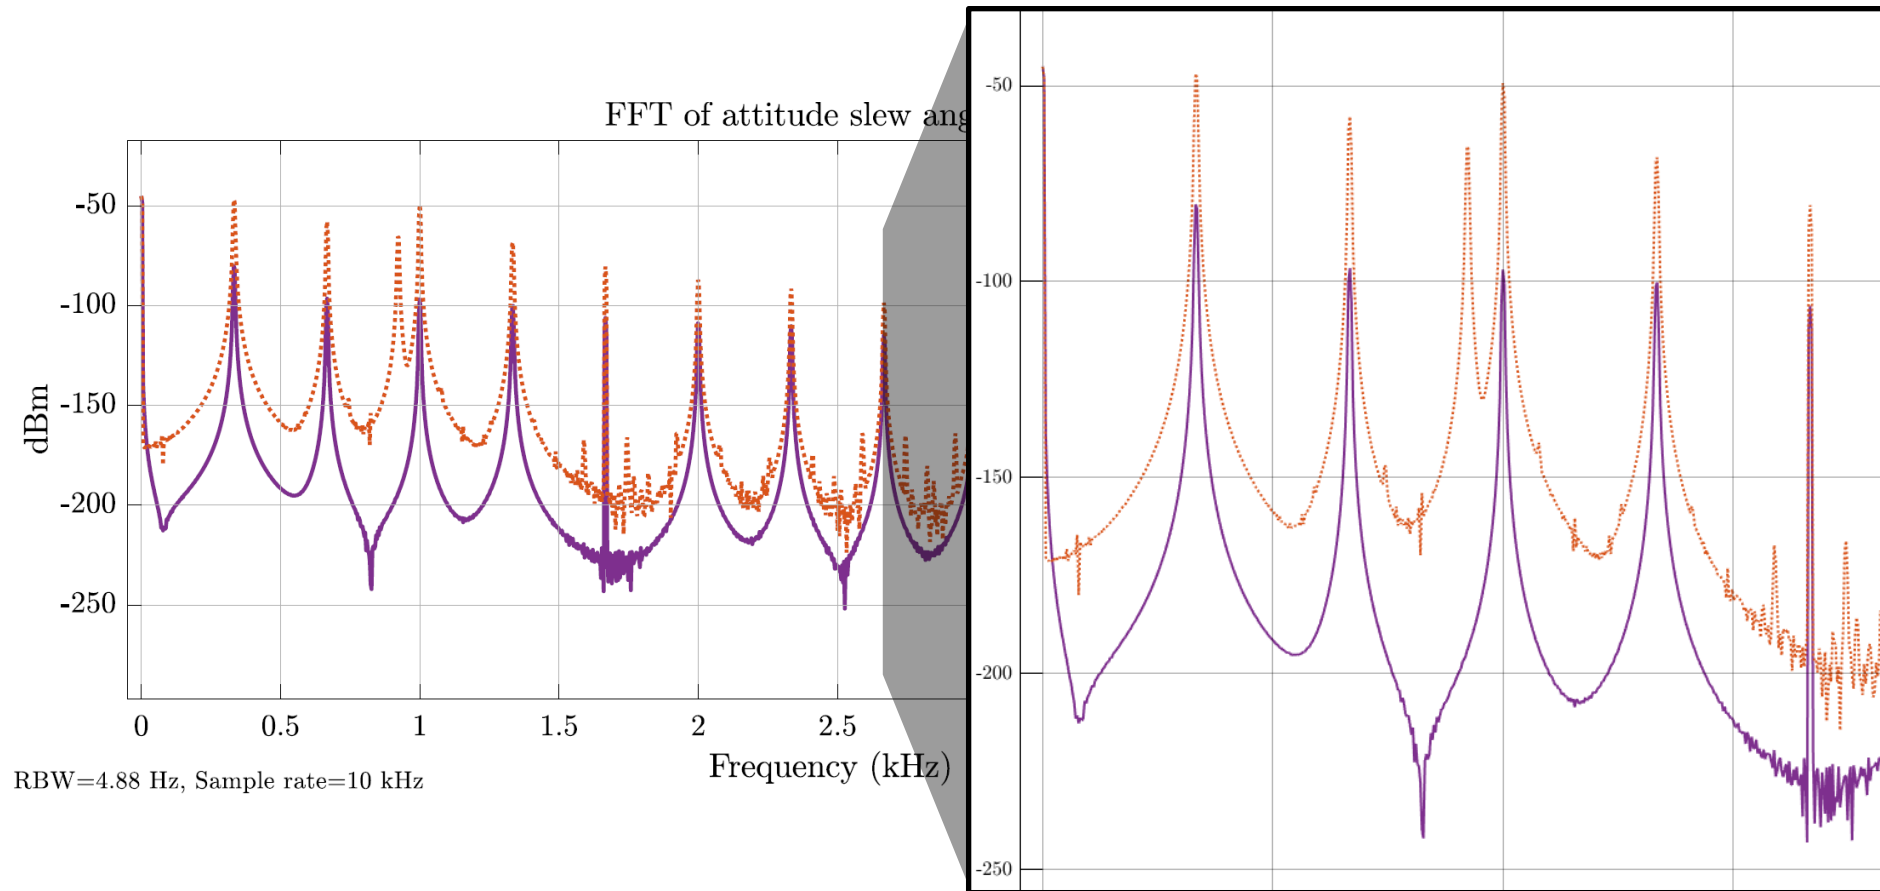 FFT of attitude slew ang
-50
-100
-150
-200
-250
dBm
0 0.5 1 1.5 2 2.5
Frequency (kHz)
RBW=4.88 Hz, Sample rate=10 kHz
-50
-100
-150
-200
-250